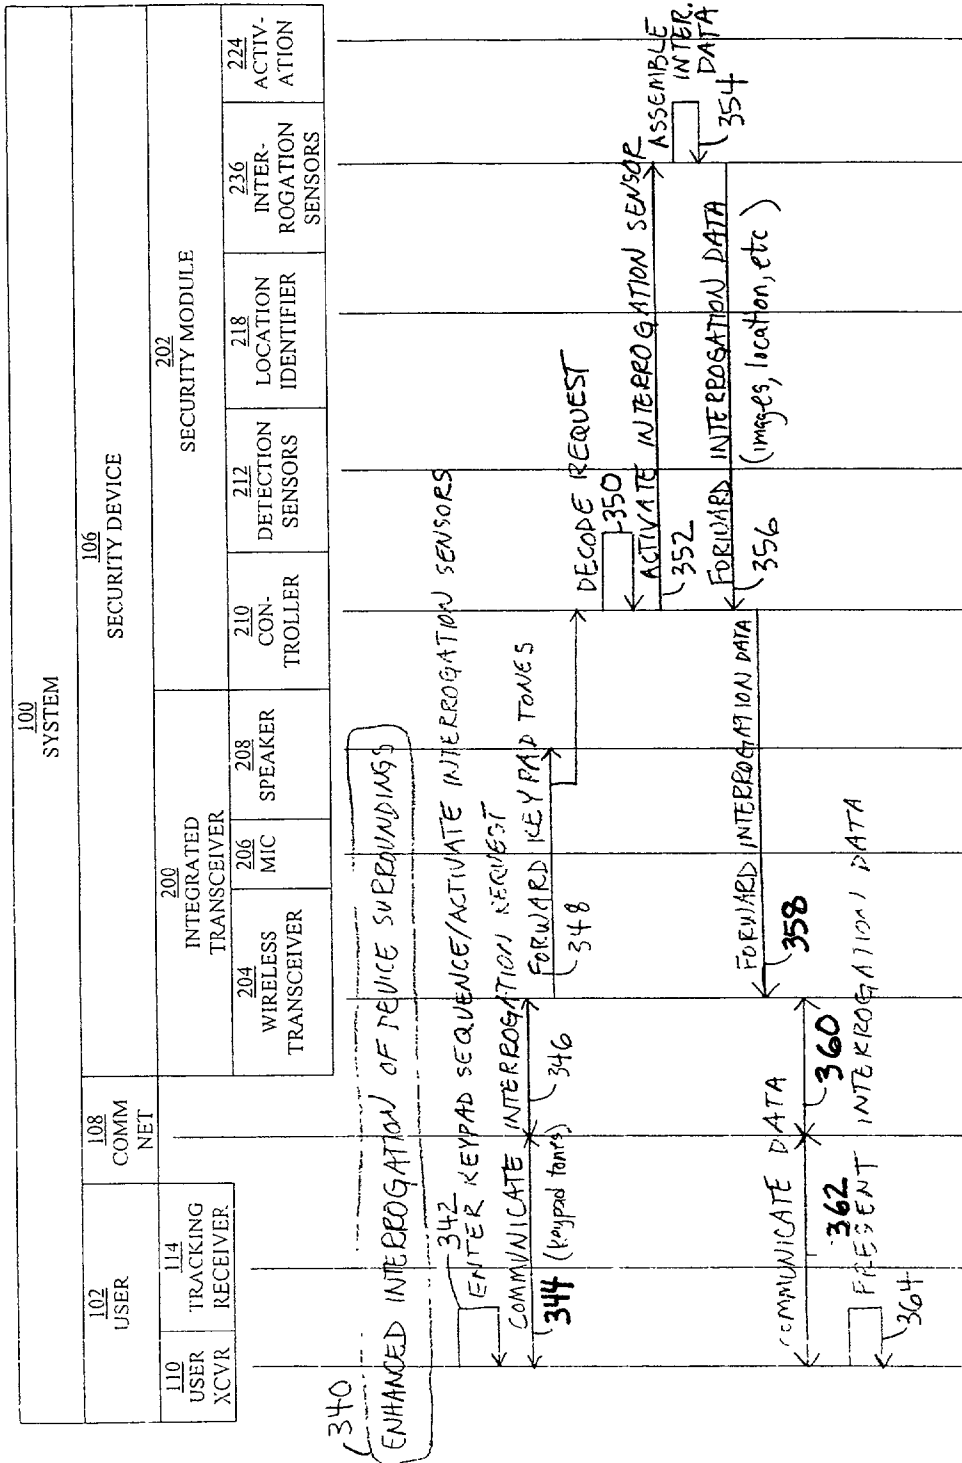 100
SYSTEM
102
USER
108
COMM
NET
106
SECURITY DEVICE
110
USER
XCVR
114
TRACKING
RECEIVER
200
INTEGRATED
TRANSCEIVER
202
SECURITY MODULE
204
WIRELESS
TRANSCEIVER
206
MIC
208
SPEAKER
210
CON-
TROLLER
212
DETECTION
SENSORS
218
LOCATION
IDENTIFIER
236
INTER-
ROGATION
SENSORS
224
ACTIV-
ATION
340
ENHANCED INTERROGATION OF DEVICE SURROUNDINGS
342
ENTER KEYPAD SEQUENCE/ACTIVATE INTERROGATION SENSORS
COMMUNICATE INTERROGATION REQUEST
344 (keypad tones)
346
FORWARD KEYPAD TONES
348
DECODE REQUEST
350
ACTIVATE INTERROGATION SENSOR
352
ASSEMBLE
INTER.
DATA
354
FORWARD INTERROGATION DATA
356
(images, location, etc)
FORWARD INTERROGATION DATA
358
COMMUNICATE DATA
360
362
PRESENT INTERROGATION DATA
364